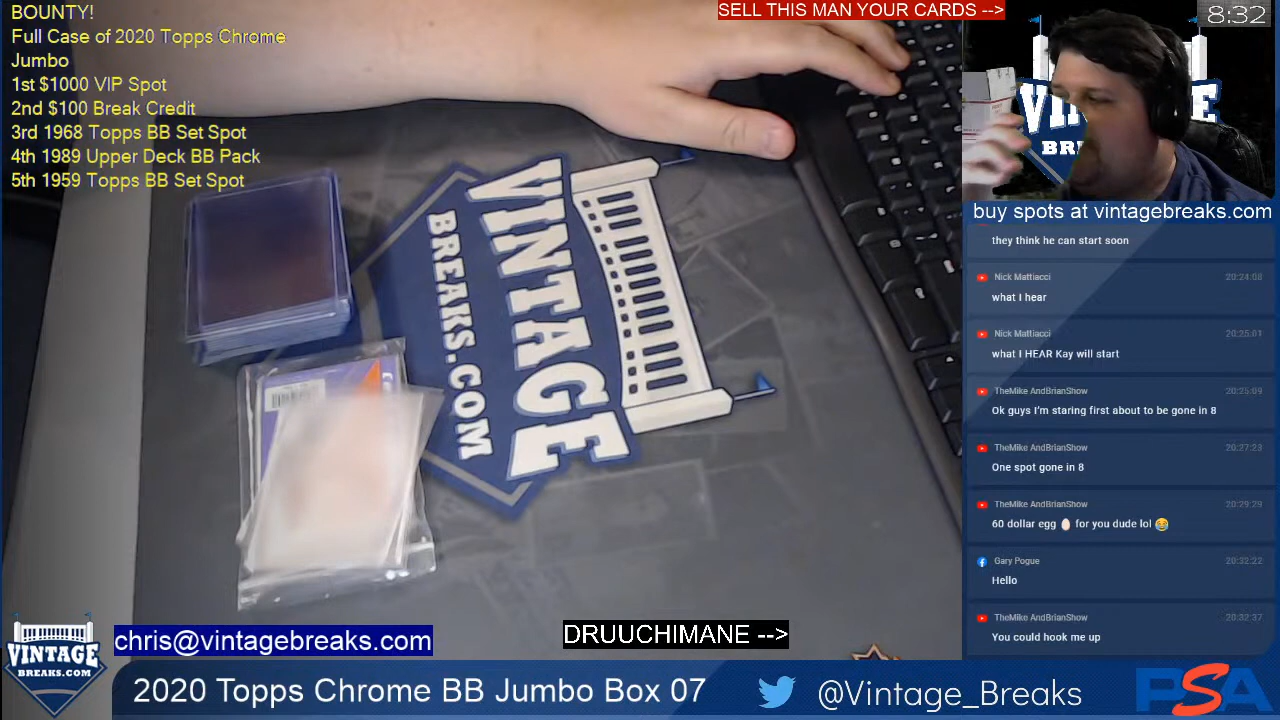 BOUNTY!
Full Case of 2020 Topps Chrome
Jumbo
1st $1000 VIP Spot
2nd $100 Break Credit
3rd 1968 Topps BB Set Spot
4th 1989 Upper Deck BB Pack
5th 1959 Topps BB Set Spot
SELL THIS MAN YOUR CARDS -->
8:32
buy spots at vintagebreaks.com
they think he can start soon
Nick Mattiacci 20:24:08
what I hear
Nick Mattiacci 20:25:01
what I HEAR Kay will start
TheMike AndBrianShow 20:25:09
Ok guys I'm staring first about to be gone in 8
TheMike AndBrianShow 20:27:23
One spot gone in 8
TheMike AndBrianShow 20:29:29
60 dollar egg 🥚 for you dude lol 😂
Gary Pogue 20:32:22
Hello
TheMike AndBrianShow 20:32:37
You could hook me up
VINTAGE
BREAKS.COM
chris@vintagebreaks.com
DRUUCHIMANE -->
VINTAGE
BREAKS.COM
2020 Topps Chrome BB Jumbo Box 07
@Vintage_Breaks
PSA